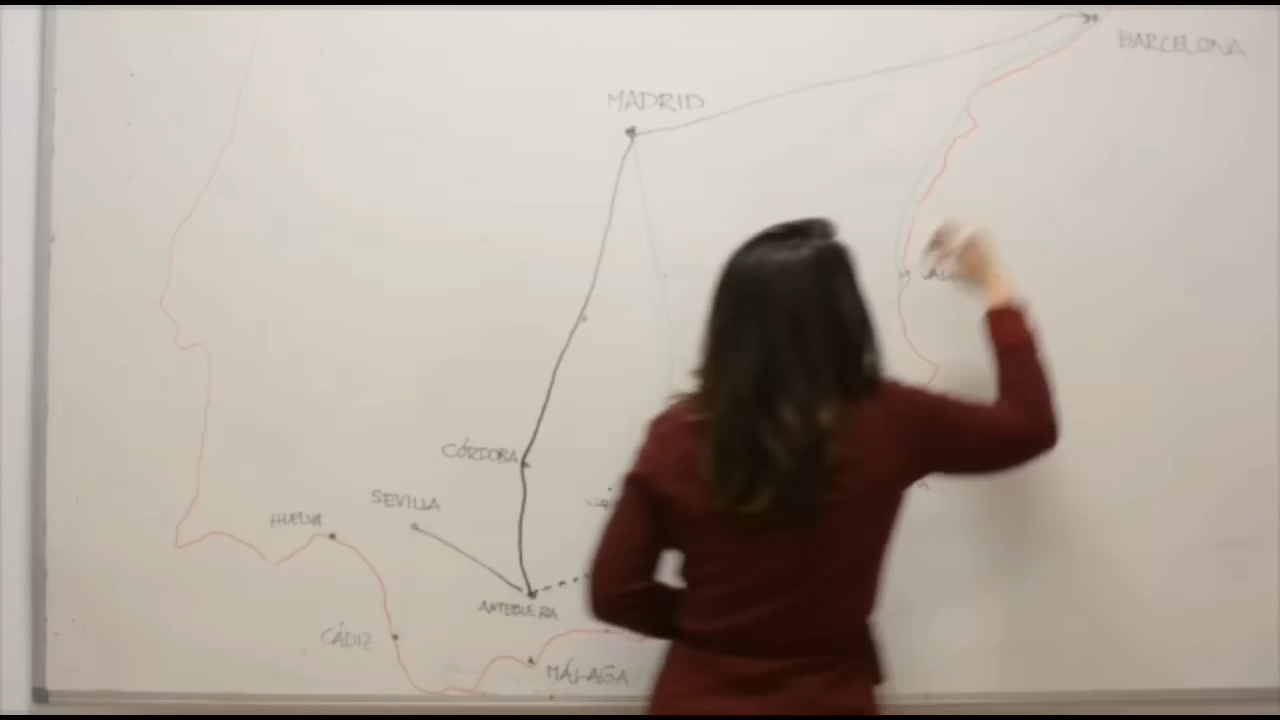 BARCELONA
MADRID
CÓRDOBA
SEVILLA
HUELVA
ANTEQUERA
CÁDIZ
MÁLAGA